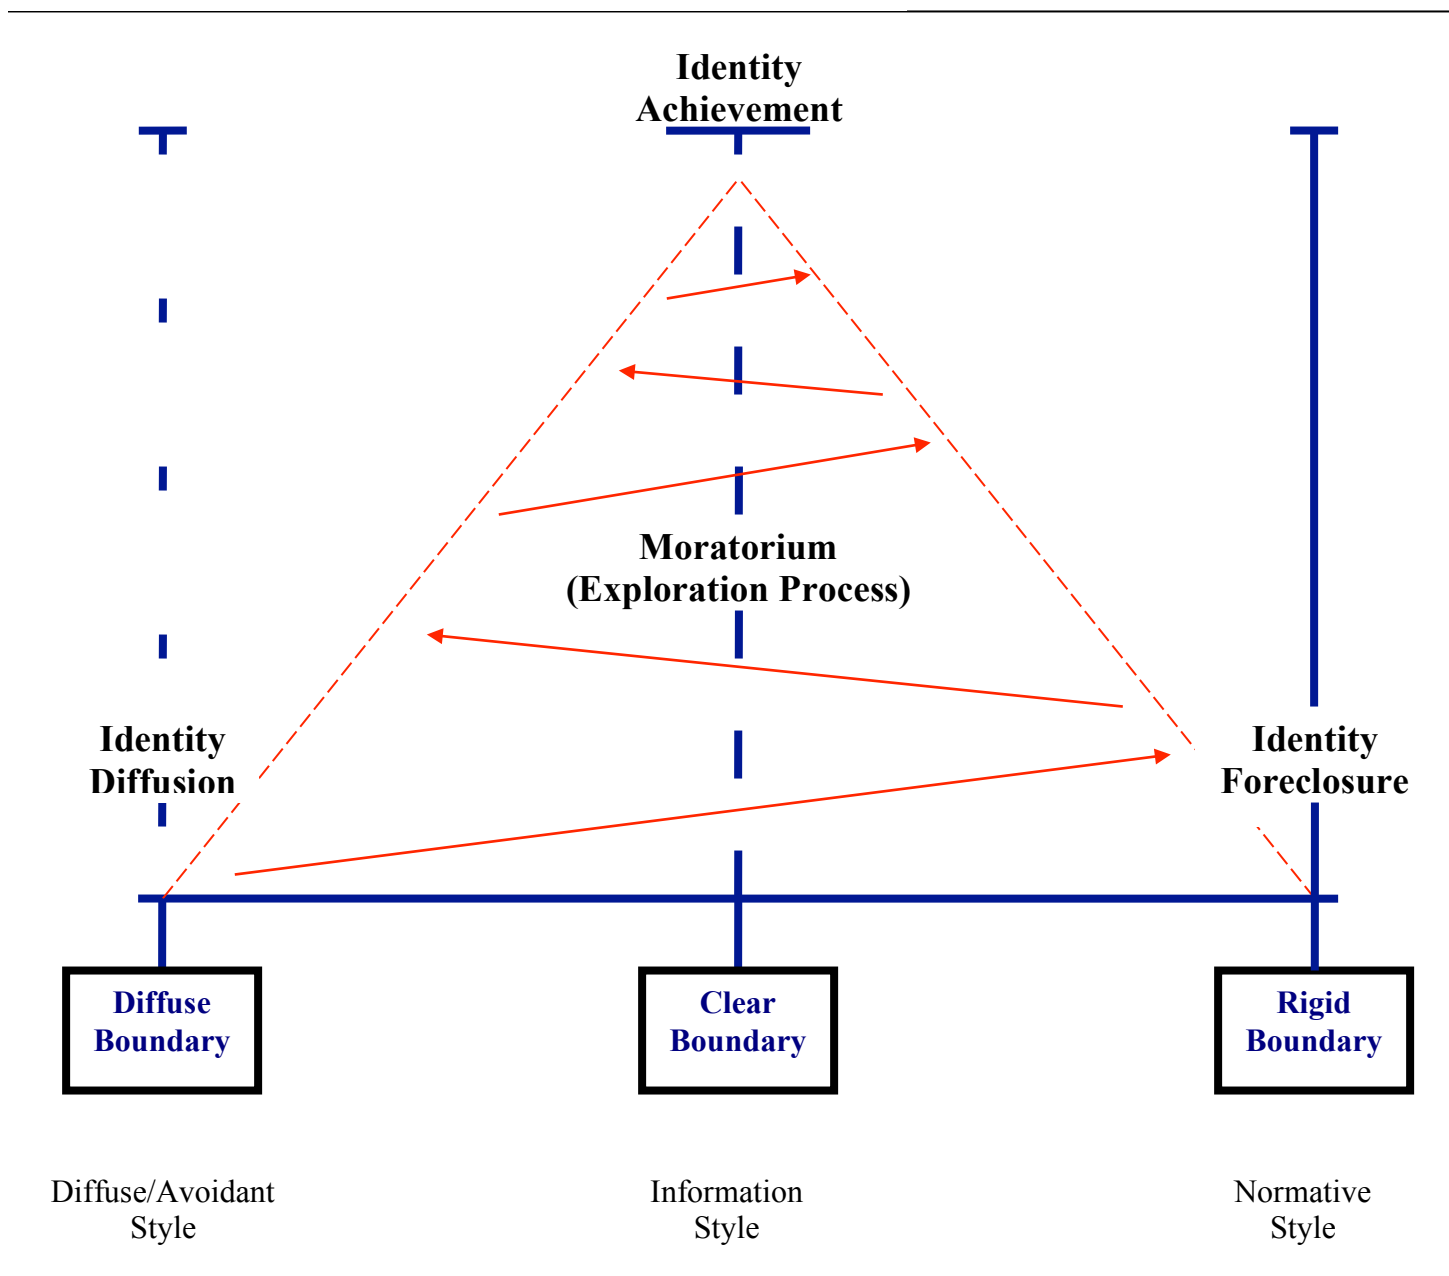 Identity
Achievement
Moratorium
(Exploration Process)
Identity
Diffusion
Identity
Foreclosure
Diffuse
Boundary
Clear
Boundary
Rigid
Boundary
Diffuse/Avoidant
Style
Information
Style
Normative
Style